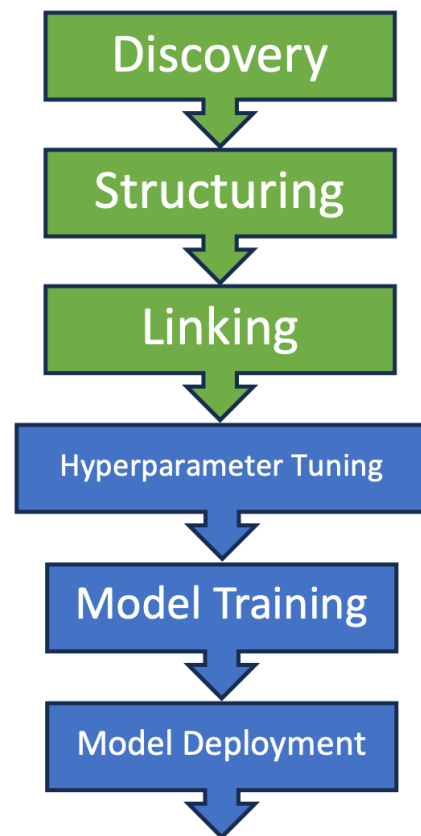 Discovery
Structuring
Linking
Hyperparameter Tuning
Model Training
Model Deployment